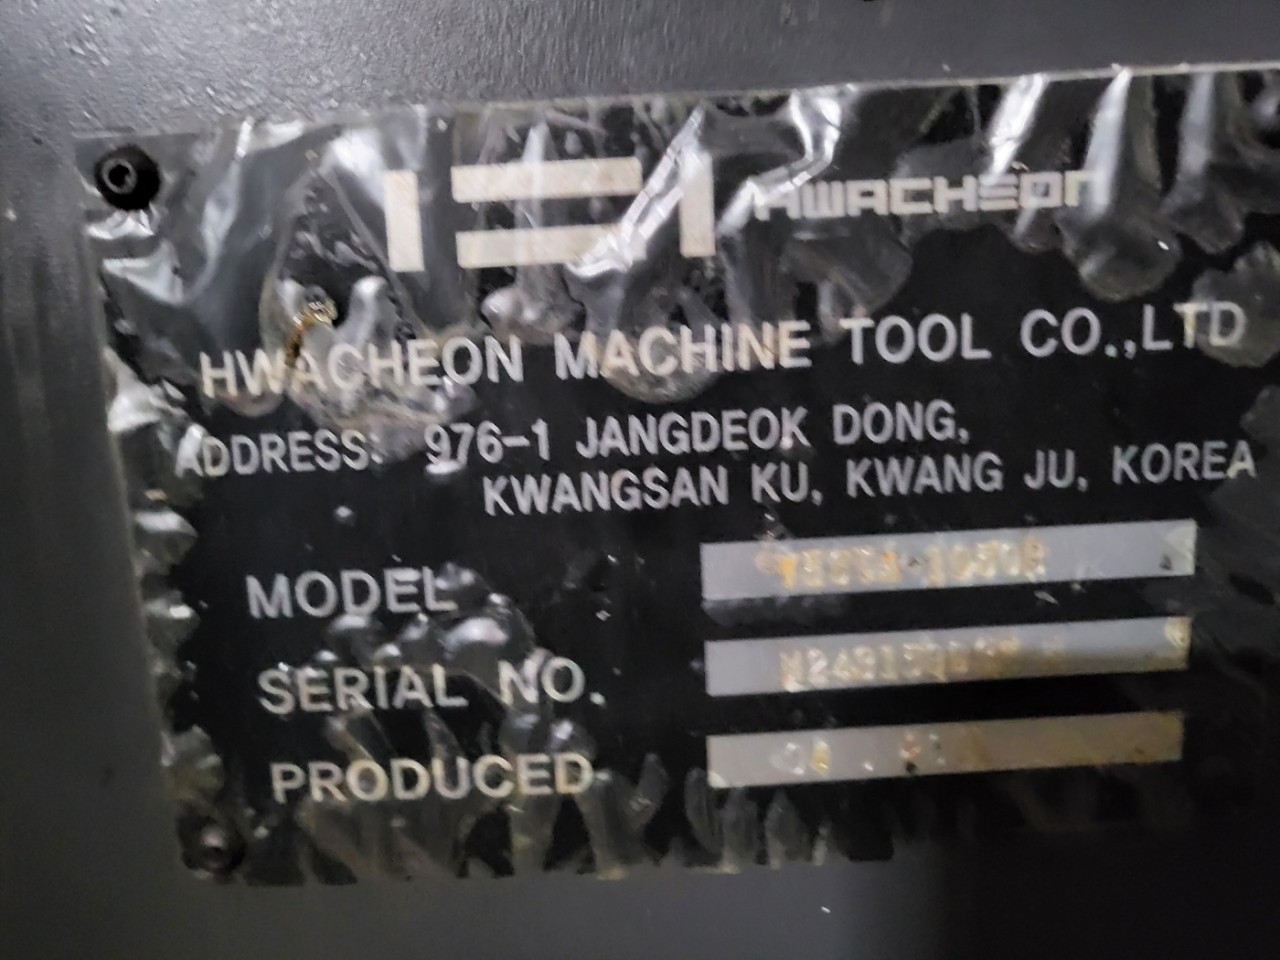 HWACHEON
HWACHEON MACHINE TOOL CO.,LTD
ADDRESS: 976-1 JANGDEOK DONG,
KWANGSAN KU, KWANG JU, KOREA
MODEL
SERIAL NO.
PRODUCED